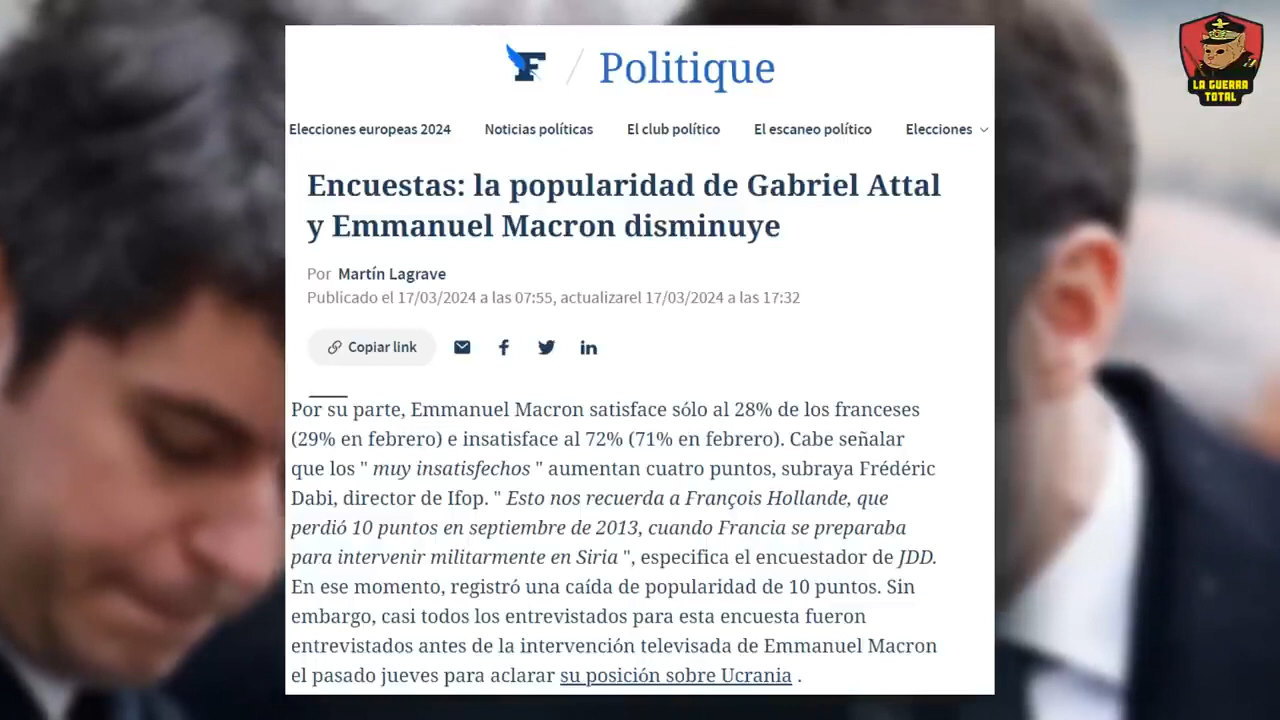 F / Politique
LA GUERRA
TOTAL
Elecciones europeas 2024 Noticias políticas El club político El escaneo político Elecciones
Encuestas: la popularidad de Gabriel Attal
y Emmanuel Macron disminuye
Por Martín Lagrave
Publicado el 17/03/2024 a las 07:55, actualizarel 17/03/2024 a las 17:32
Copiar link
Por su parte, Emmanuel Macron satisface sólo al 28% de los franceses
(29% en febrero) e insatisface al 72% (71% en febrero). Cabe señalar
que los " muy insatisfechos " aumentan cuatro puntos, subraya Frédéric
Dabi, director de Ifop. " Esto nos recuerda a François Hollande, que
perdió 10 puntos en septiembre de 2013, cuando Francia se preparaba
para intervenir militarmente en Siria ", especifica el encuestador de JDD.
En ese momento, registró una caída de popularidad de 10 puntos. Sin
embargo, casi todos los entrevistados para esta encuesta fueron
entrevistados antes de la intervención televisada de Emmanuel Macron
el pasado jueves para aclarar su posición sobre Ucrania .